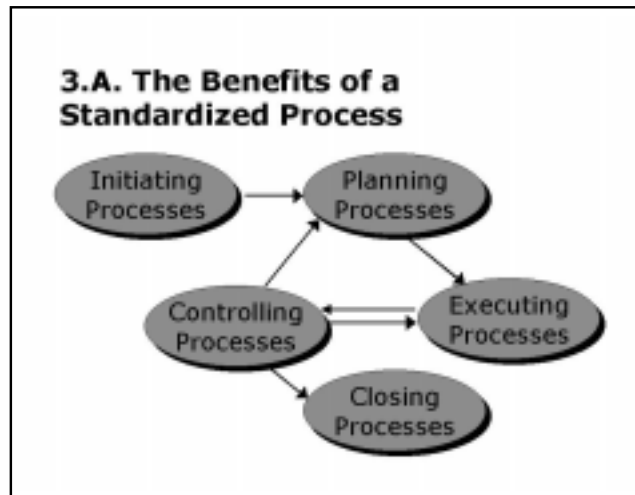 3.A. The Benefits of a
Standardized Process
Initiating
Processes
Planning
Processes
Controlling
Processes
Executing
Processes
Closing
Processes